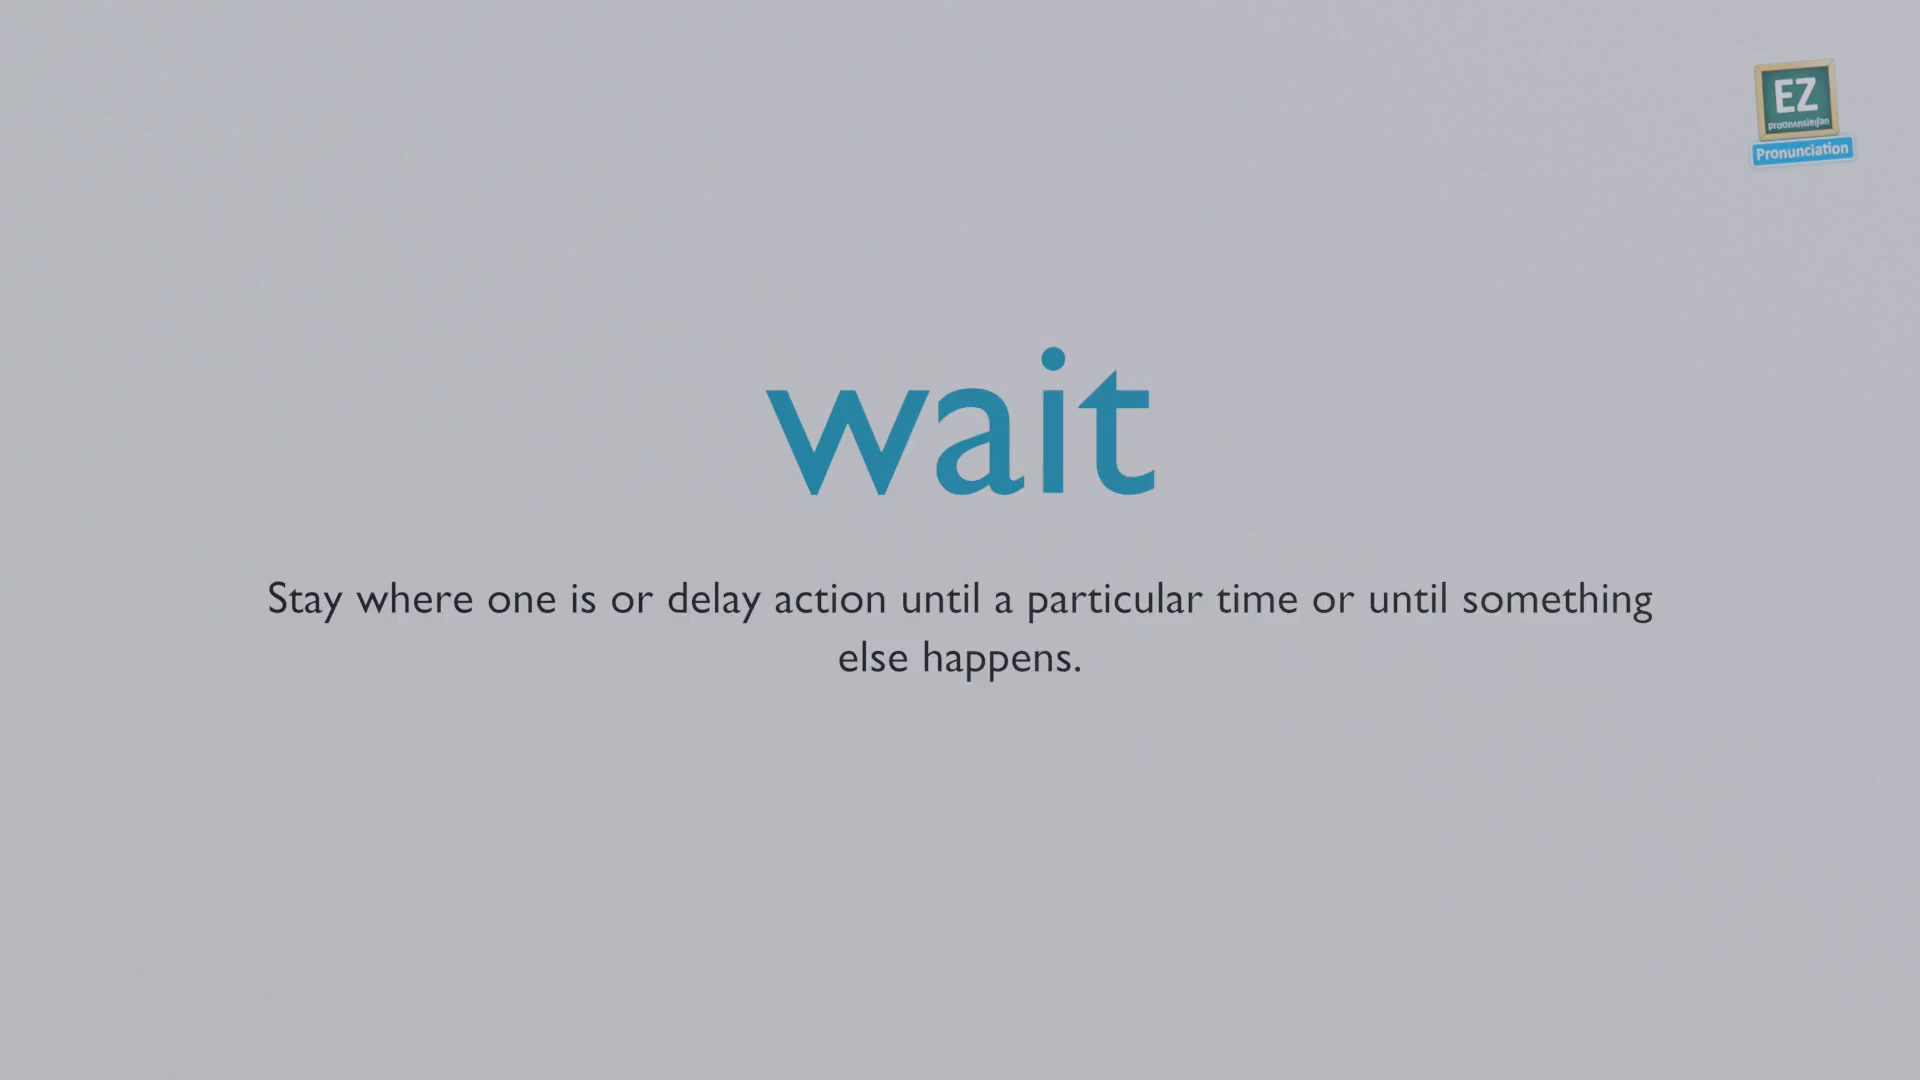 EZ
Pronunciation
wait
Stay where one is or delay action until a particular time or until something
else happens.